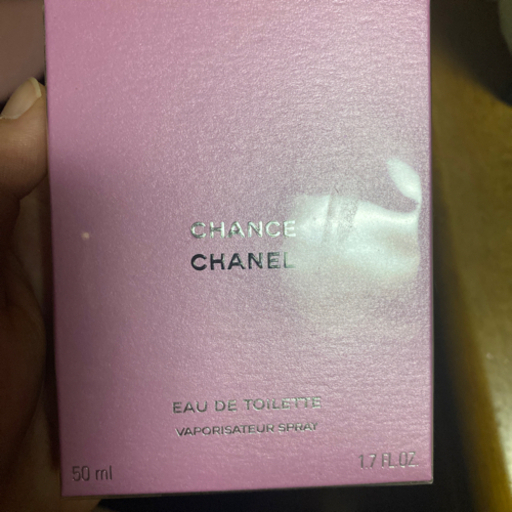 CHANCE
CHANEL
EAU DE TOILETTE
VAPORISATEUR SPRAY
50 ml
1.7 FL.OZ.